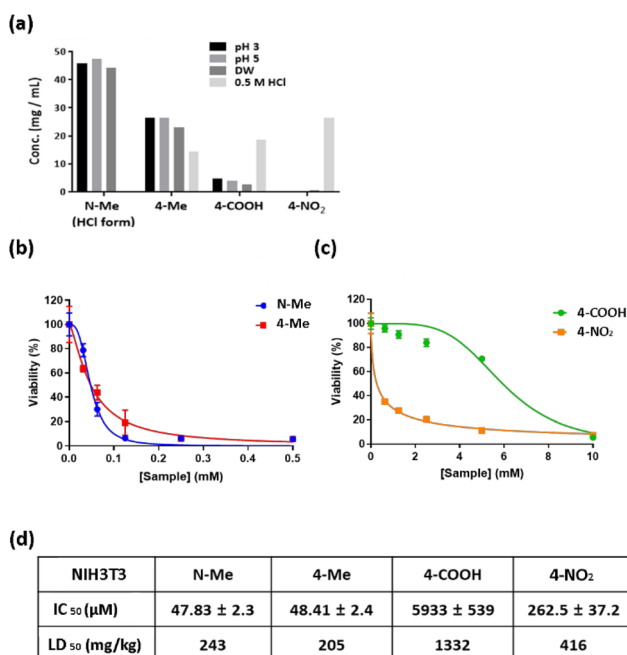 (a)
pH 3
pH 5
DW
0.5 M HCl
Conc. (mg / mL)
50
40
30
20
10
0
N-Me
(HCl form)
4-Me
4-COOH
4-NO₂
(b)
N-Me
4-Me
Viability (%)
120
100
80
60
40
20
0
0.0 0.1 0.2 0.3 0.4 0.5
[Sample] (mM)
(c)
4-COOH
4-NO₂
Viability (%)
120
100
80
60
40
20
0
0 2 4 6 8 10
[Sample] (mM)
(d)
NIH3T3 N-Me 4-Me 4-COOH 4-NO₂
IC ₅₀ (µM) 47.83 ± 2.3 48.41 ± 2.4 5933 ± 539 262.5 ± 37.2
LD ₅₀ (mg/kg) 243 205 1332 416